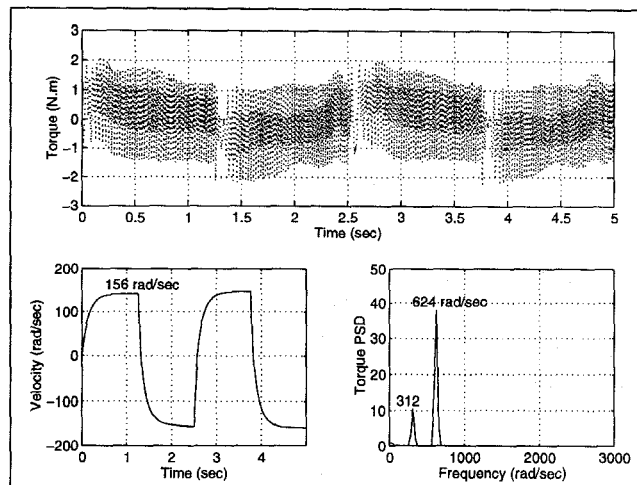 3
2
1
0
-1
-2
-3
Torque (N.m)
0 0.5 1 1.5 2 2.5 3 3.5 4 4.5 5
Time (sec)
200
100
0
-100
-200
Velocity (rad/sec)
156 rad/sec
0 2 4
Time (sec)
50
40
30
20
10
0
Torque PSD
624 rad/sec
312
0 1000 2000 3000
Frequency (rad/sec)